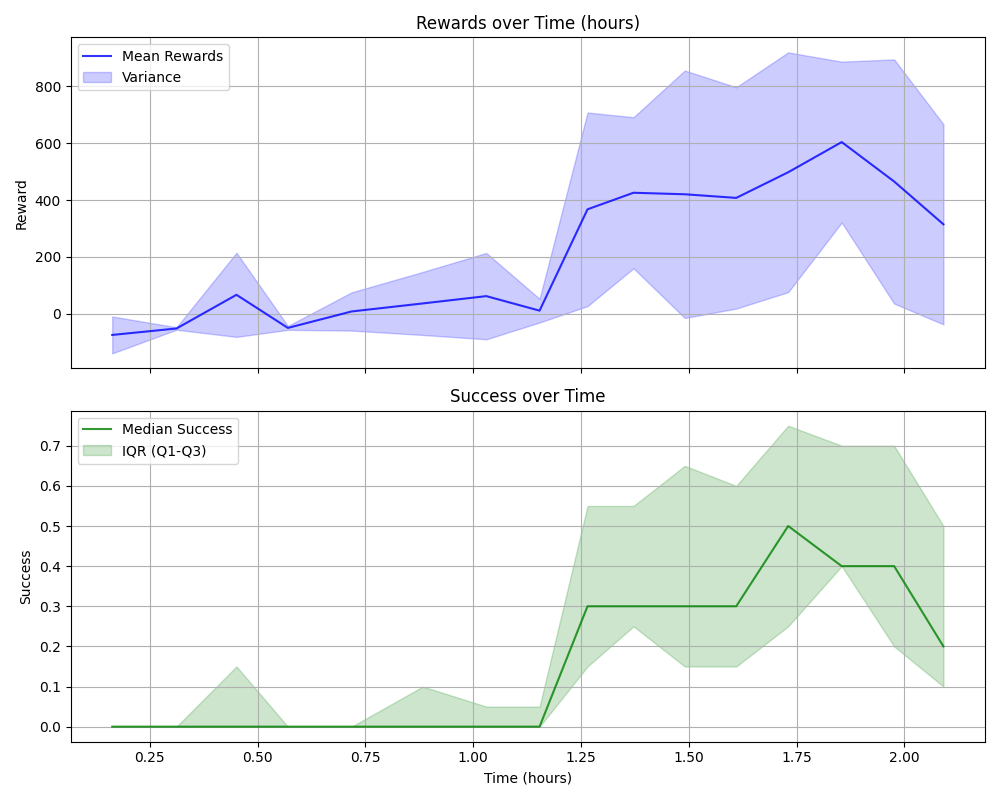 Rewards over Time (hours)
Mean Rewards
Variance
800
600
400
200
0
Reward
Success over Time
Median Success
IQR (Q1-Q3)
0.7
0.6
0.5
0.4
0.3
0.2
0.1
0.0
Success
0.25 0.50 0.75 1.00 1.25 1.50 1.75 2.00
Time (hours)